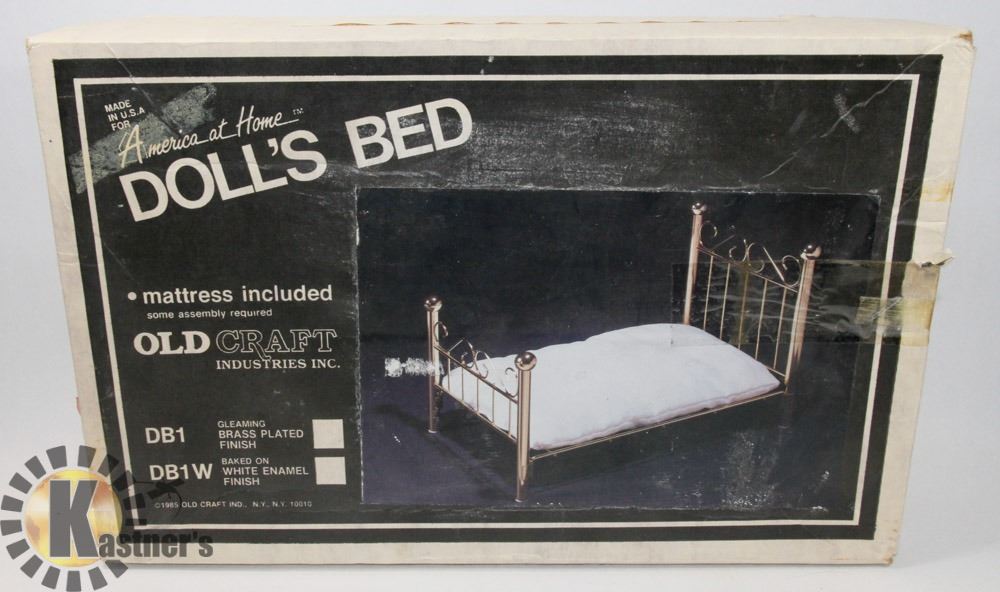 MADE
IN U.S.A
FOR
America at Home™
DOLL'S BED
• mattress included
some assembly required
OLD CRAFT
INDUSTRIES INC.
DB1 GLEAMING
BRASS PLATED
FINISH
DB1W BAKED ON
WHITE ENAMEL
FINISH
©1985 OLD CRAFT IND., N.Y., N.Y. 10010
Kastner's